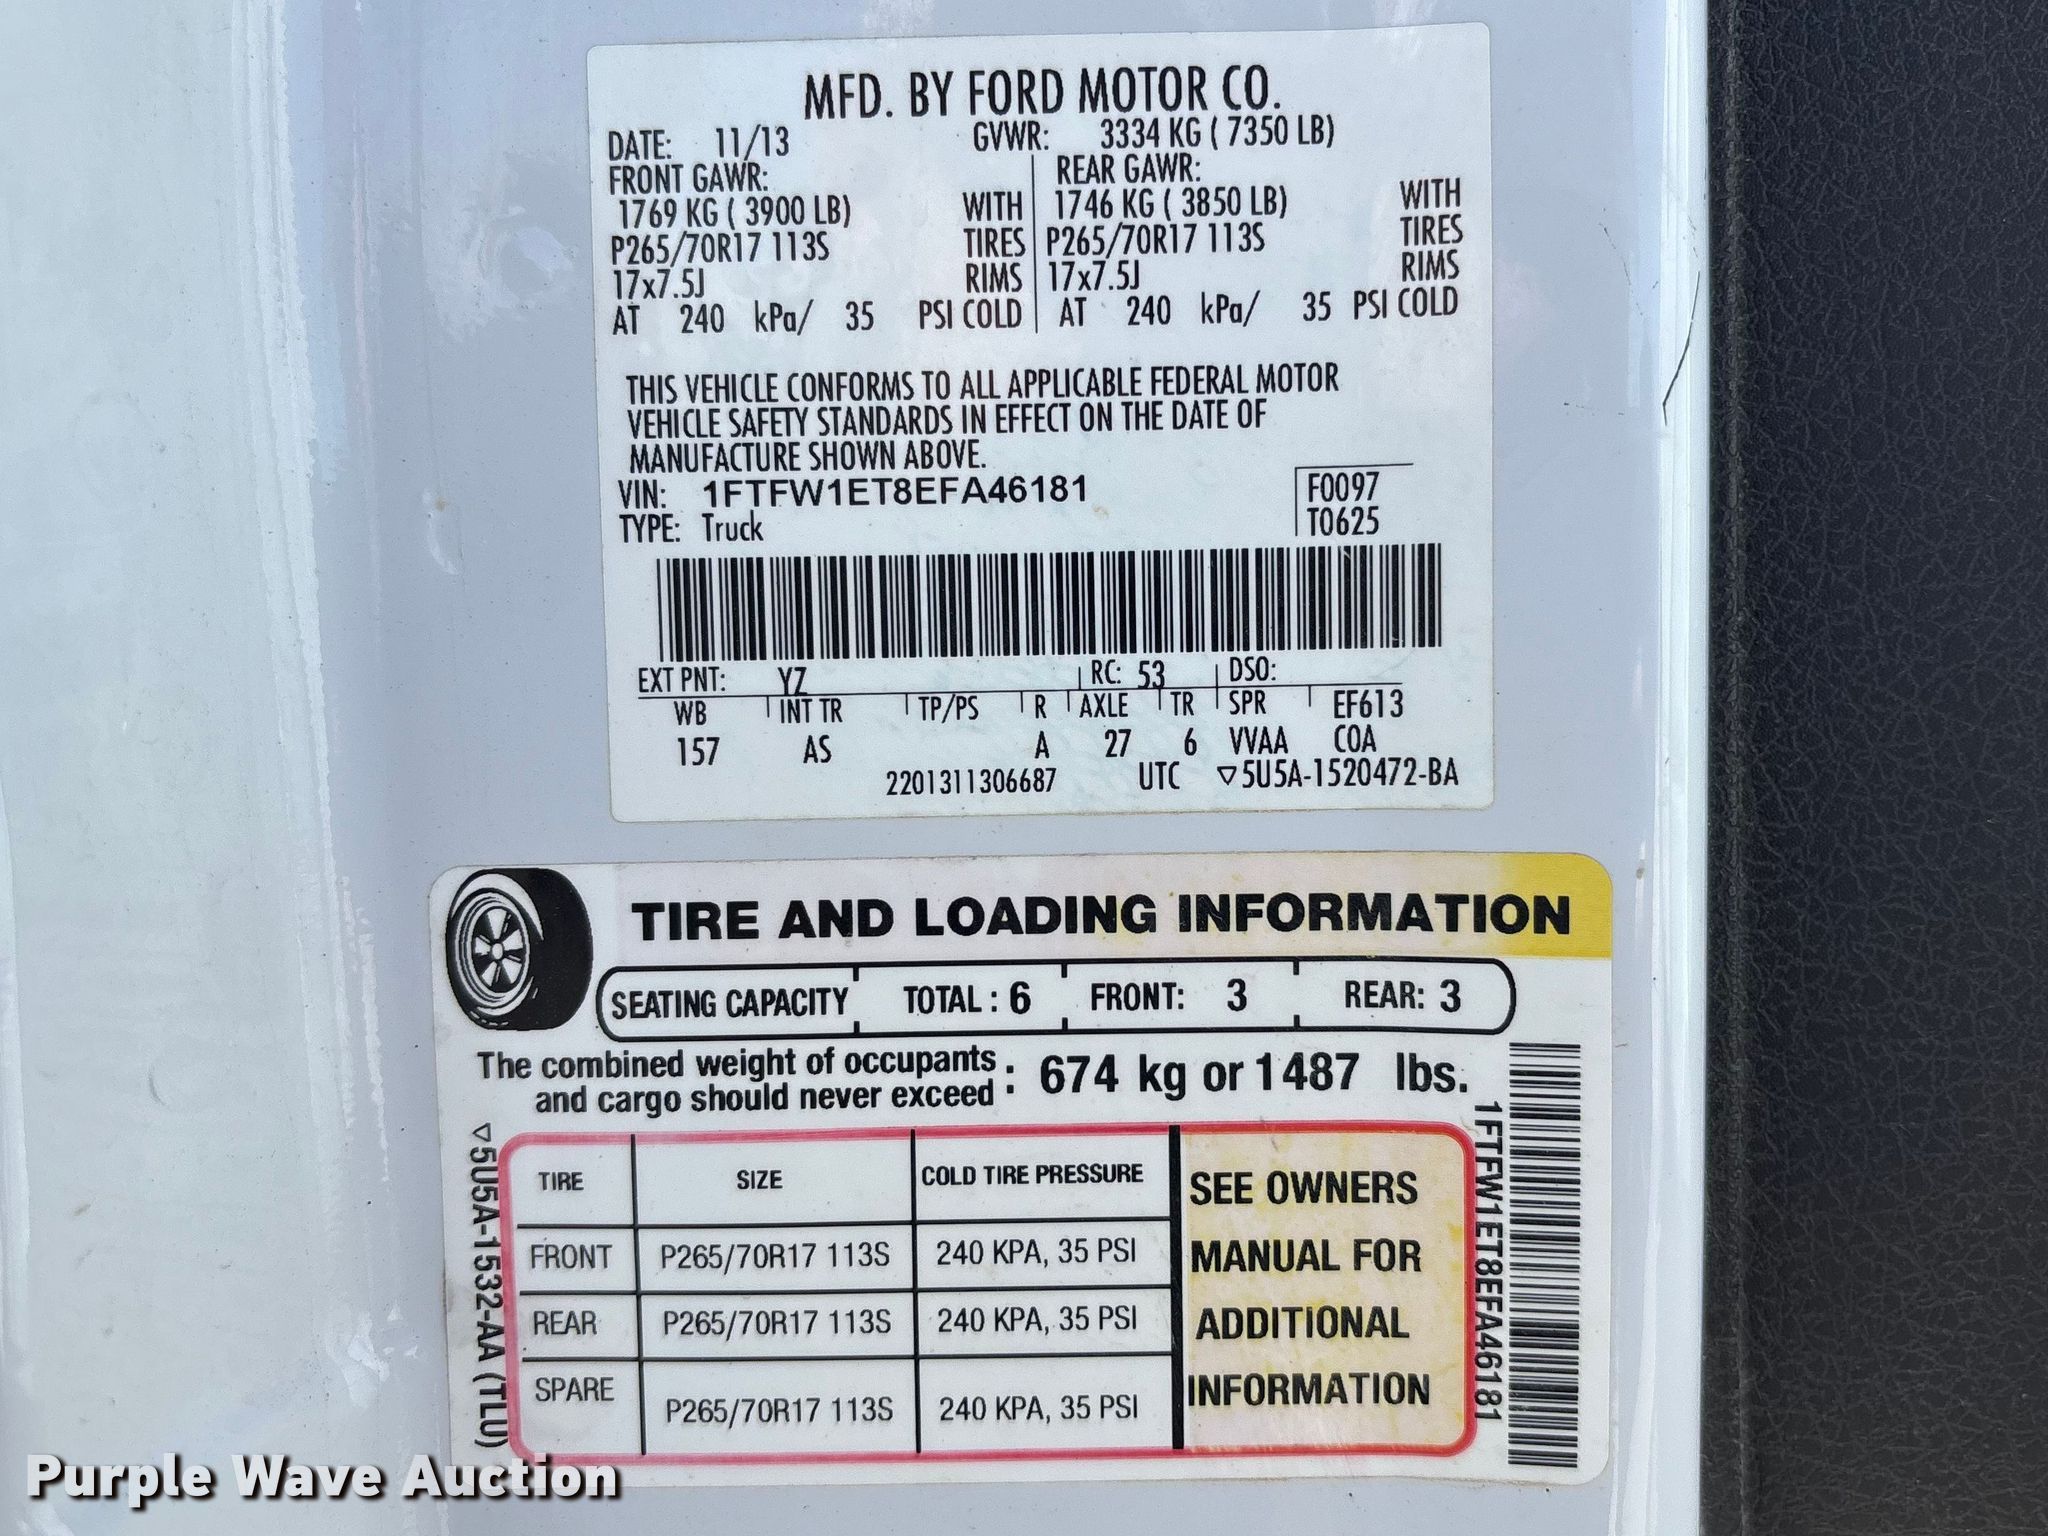 MFD. BY FORD MOTOR CO.
DATE: 11/13 GVWR: 3334 KG ( 7350 LB)
FRONT GAWR: REAR GAWR:
1769 KG ( 3900 LB) WITH 1746 KG ( 3850 LB) WITH
P265/70R17 113S TIRES P265/70R17 113S TIRES
17x7.5J RIMS 17x7.5J RIMS
AT 240 kPa/ 35 PSI COLD AT 240 kPa/ 35 PSI COLD
THIS VEHICLE CONFORMS TO ALL APPLICABLE FEDERAL MOTOR
VEHICLE SAFETY STANDARDS IN EFFECT ON THE DATE OF
MANUFACTURE SHOWN ABOVE.
VIN: 1FTFW1ET8EFA46181 F0097
TYPE: Truck T0625
EXT PNT: YZ RC: 53 DSO:
WB INT TR TP/PS R AXLE TR SPR EF613
157 AS A 27 6 VVAA COA
2201311306687 UTC ▽5U5A-1520472-BA
TIRE AND LOADING INFORMATION
SEATING CAPACITY TOTAL : 6 FRONT: 3 REAR: 3
The combined weight of occupants
and cargo should never exceed : 674 kg or 1487 lbs.
TIRE SIZE COLD TIRE PRESSURE
FRONT P265/70R17 113S 240 KPA, 35 PSI
REAR P265/70R17 113S 240 KPA, 35 PSI
SPARE P265/70R17 113S 240 KPA, 35 PSI
SEE OWNERS
MANUAL FOR
ADDITIONAL
INFORMATION
▽5U5A-1532-AA (TLU)
1FTFW1ET8EFA46181
Purple Wave Auction